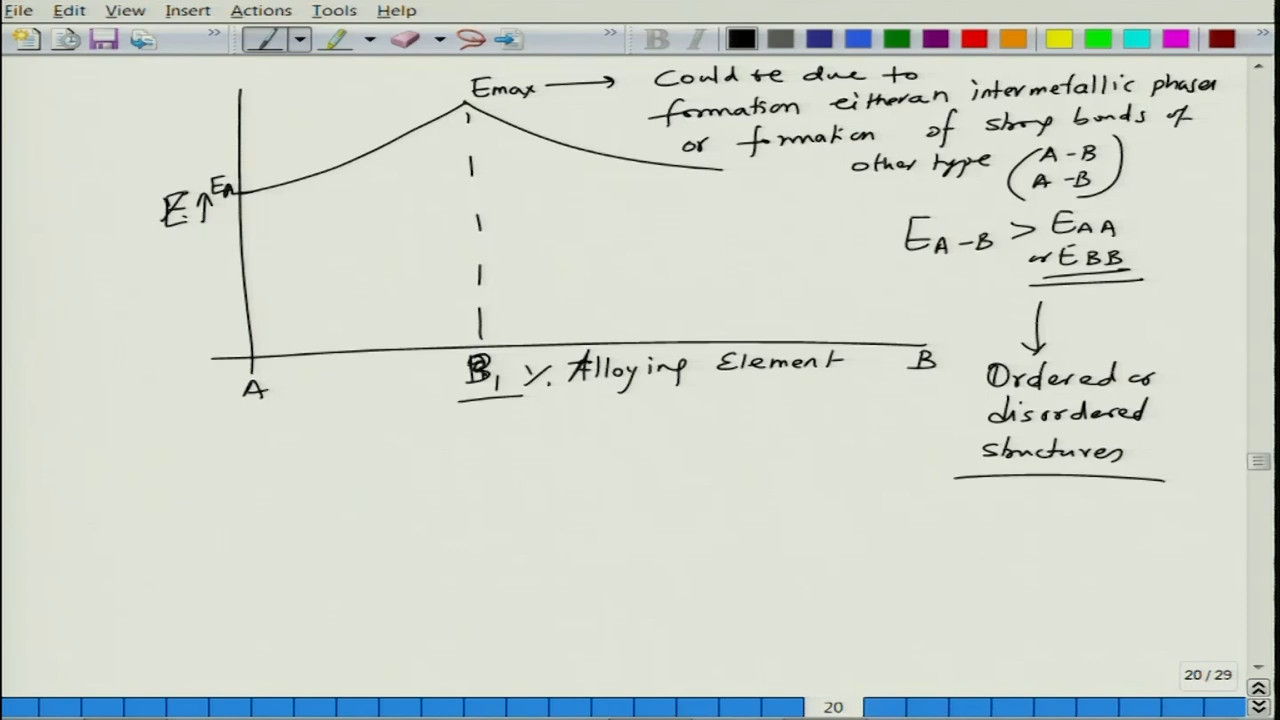 File Edit View Insert Actions Tools Help
B I
Emax → Could be due to
formation either an intermetallic phases
or formation of strong bonds of
other type (A-B
A-B)
E ↑ EA
EA-B > EAA
or EBB
Ordered or
disordered
structures
A B1 % Alloying Element B
20 / 29
20